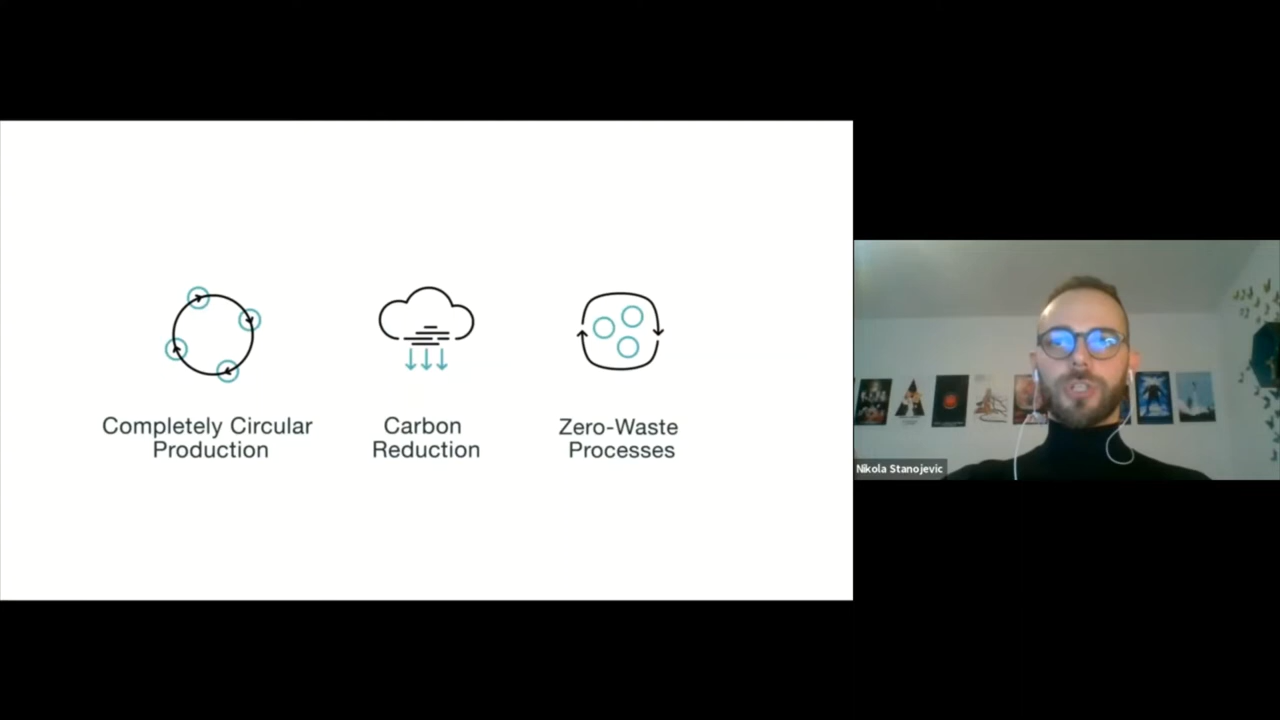 Completely Circular
Production
Carbon
Reduction
Zero-Waste
Processes
Nikola Stanojevic